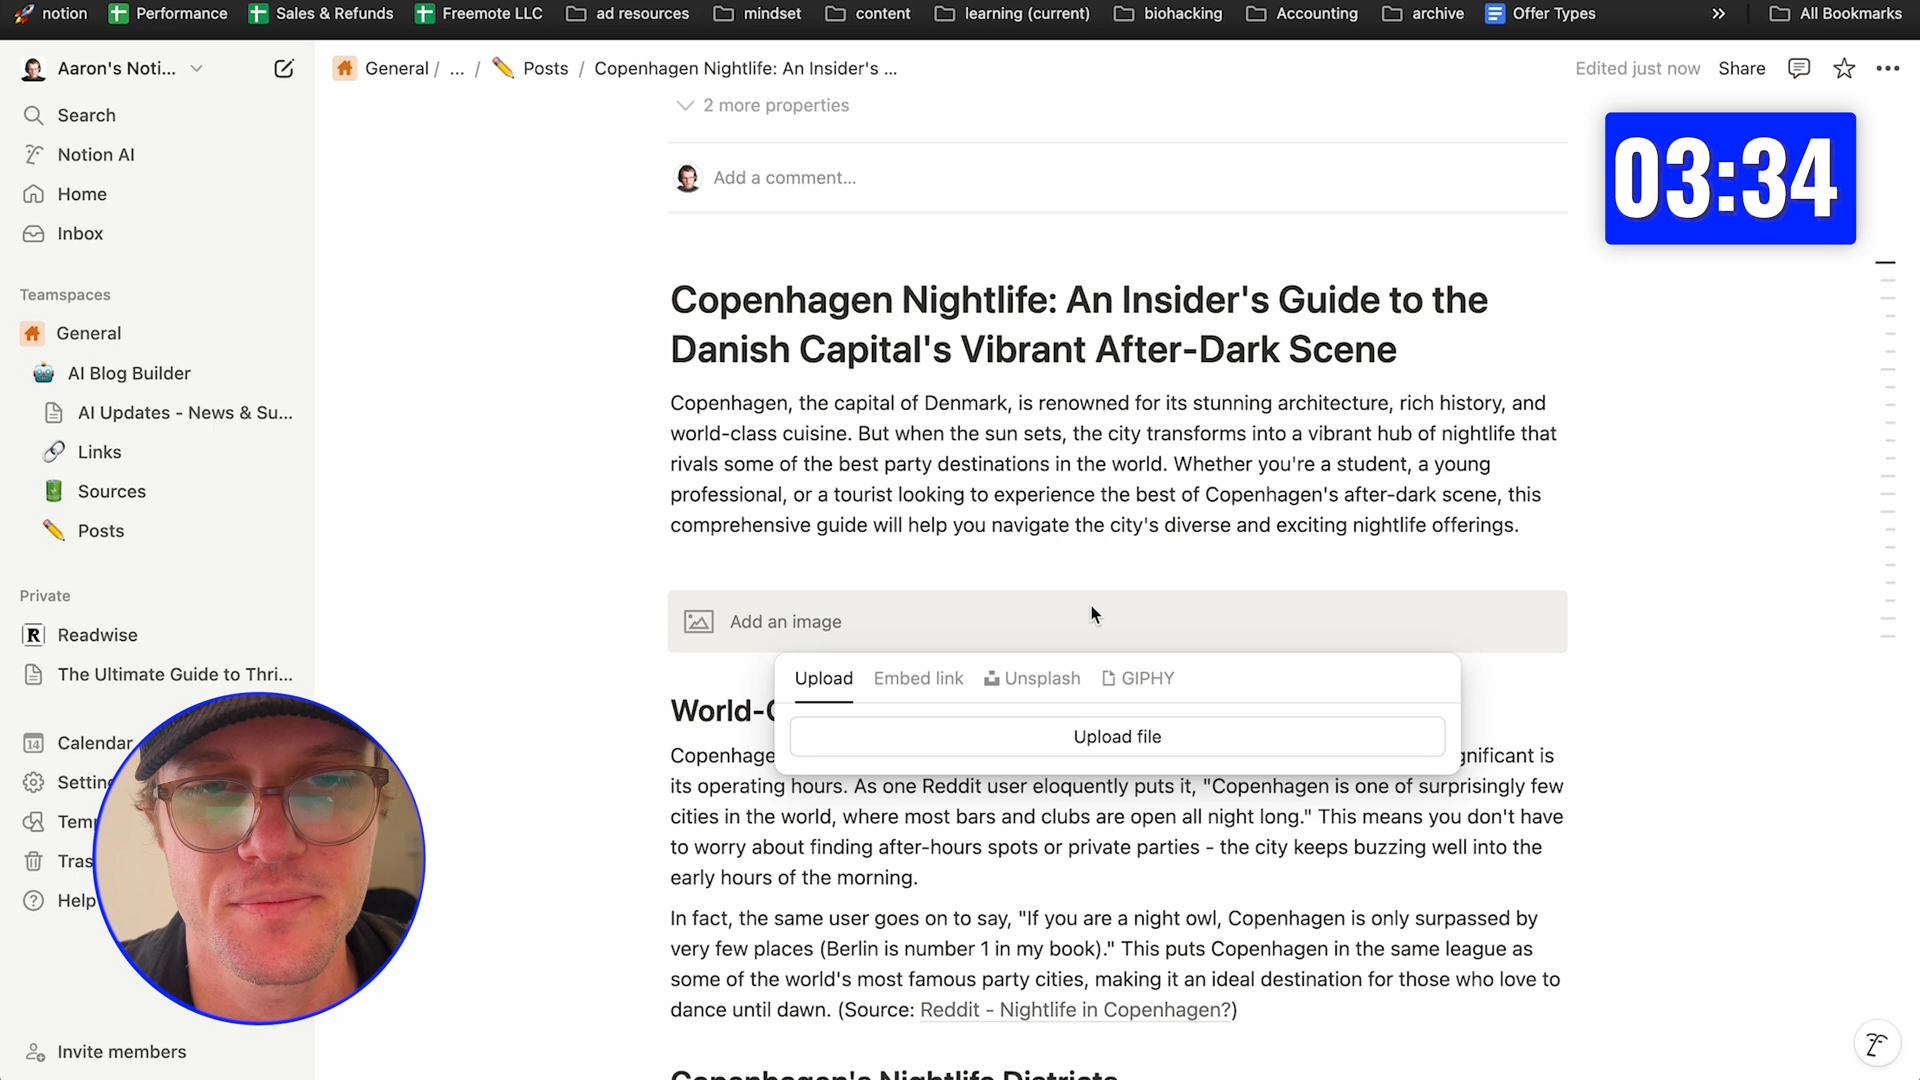 notion
Performance
Sales & Refunds
Freemote LLC
ad resources
mindset
content
learning (current)
biohacking
Accounting
archive
Offer Types
»
All Bookmarks
Aaron's Noti...
General / ... / Posts / Copenhagen Nightlife: An Insider's ...
Edited just now
Share
Search
Notion AI
Home
Inbox
Teamspaces
General
AI Blog Builder
AI Updates - News & Su...
Links
Sources
Posts
Private
R Readwise
The Ultimate Guide to Thri...
14 Calendar
Setting
Temp
Tras
Help
Invite members
2 more properties
Add a comment...
03:34
Copenhagen Nightlife: An Insider's Guide to the
Danish Capital's Vibrant After-Dark Scene
Copenhagen, the capital of Denmark, is renowned for its stunning architecture, rich history, and
world-class cuisine. But when the sun sets, the city transforms into a vibrant hub of nightlife that
rivals some of the best party destinations in the world. Whether you're a student, a young
professional, or a tourist looking to experience the best of Copenhagen's after-dark scene, this
comprehensive guide will help you navigate the city's diverse and exciting nightlife offerings.
Add an image
Upload
Embed link
Unsplash
GIPHY
Upload file
World-
Copenhage
gnificant is
its operating hours. As one Reddit user eloquently puts it, "Copenhagen is one of surprisingly few
cities in the world, where most bars and clubs are open all night long." This means you don't have
to worry about finding after-hours spots or private parties - the city keeps buzzing well into the
early hours of the morning.
In fact, the same user goes on to say, "If you are a night owl, Copenhagen is only surpassed by
very few places (Berlin is number 1 in my book)." This puts Copenhagen in the same league as
some of the world's most famous party cities, making it an ideal destination for those who love to
dance until dawn. (Source: Reddit - Nightlife in Copenhagen?)
Copenhagen's Nightlife Districts